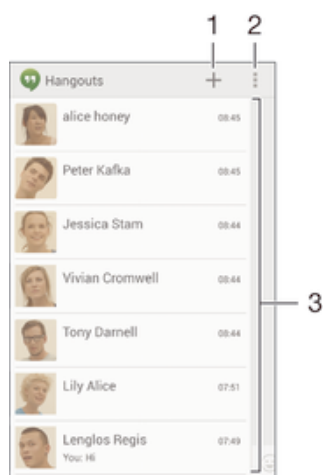 1 2
Hangouts
alice honey 08:45
Peter Kafka 08:45
Jessica Stam 08:44
Vivian Cromwell 08:44
3
Tony Darnell 08:44
Lily Alice 07:51
Lenglos Regis 07:49
You: Hi